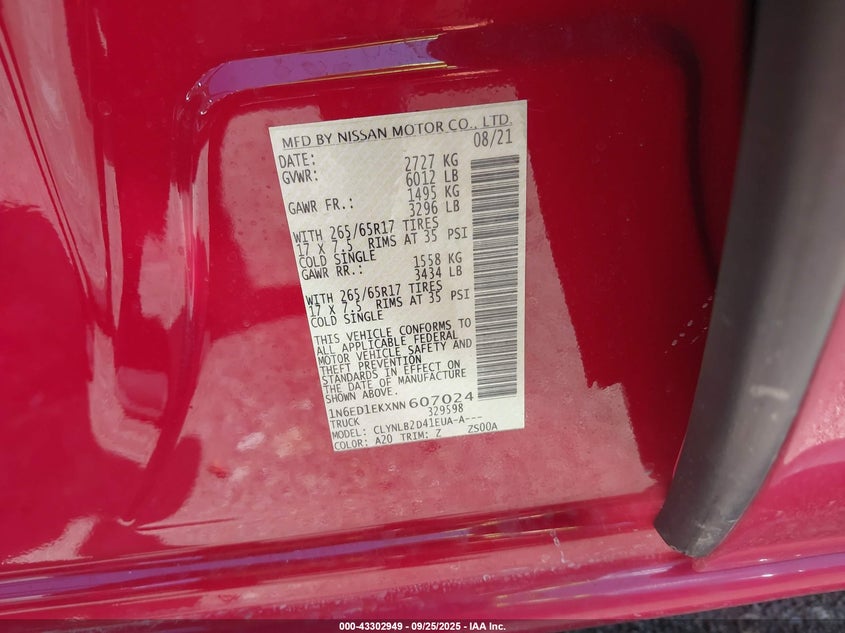 MFD BY NISSAN MOTOR CO., LTD.
DATE: 08/21
GVWR: 2727 KG
6012 LB
GAWR FR.: 1495 KG
3296 LB
WITH 265/65R17 TIRES
17 X 7.5 RIMS AT 35 PSI
COLD SINGLE
GAWR RR.: 1558 KG
3434 LB
WITH 265/65R17 TIRES
17 X 7.5 RIMS AT 35 PSI
COLD SINGLE
THIS VEHICLE CONFORMS TO
ALL APPLICABLE FEDERAL
MOTOR VEHICLE SAFETY AND
THEFT PREVENTION
STANDARDS IN EFFECT ON
THE DATE OF MANUFACTURE
SHOWN ABOVE.
1N6ED1EKXNN607024
TRUCK 329598
MODEL: CLYNLB2D41EUA-A---
COLOR: A20 TRIM: Z ZS00A
000-43302949 - 09/25/2025 - IAA Inc.